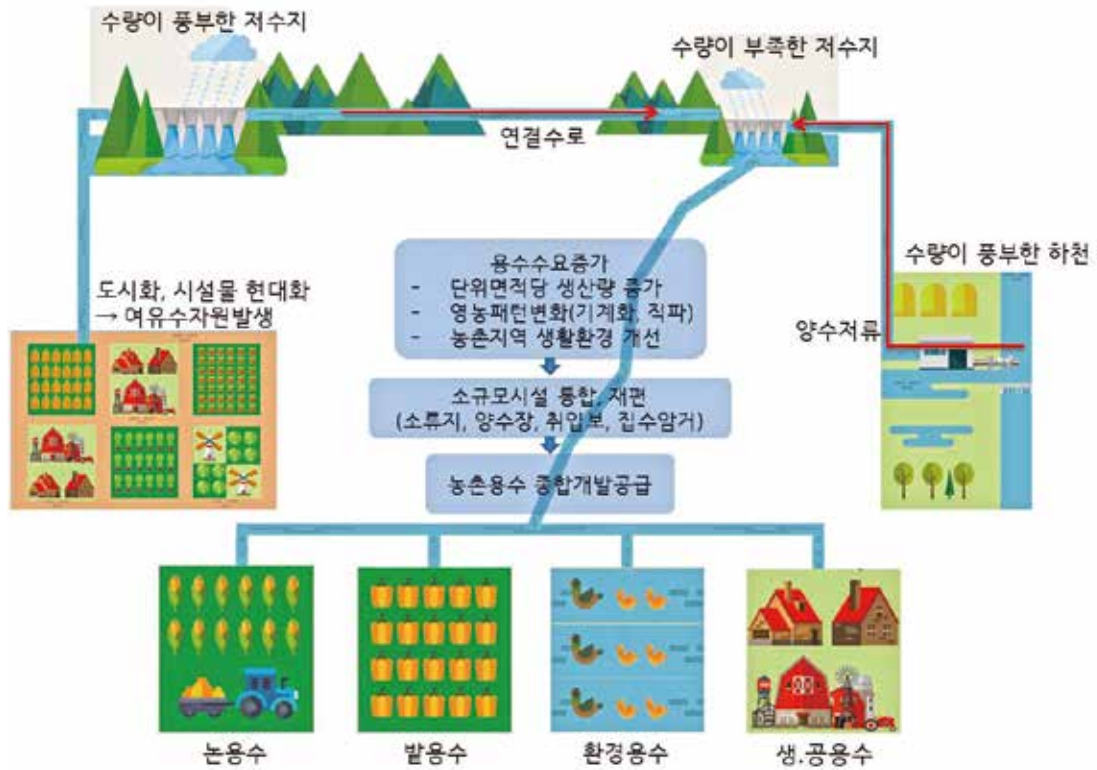 수량이 풍부한 저수지
수량이 부족한 저수지
연결수로
수량이 풍부한 하천
양수저류
도시화, 시설물 현대화
→ 여유수자원발생
용수수요증가
- 단위면적당 생산량 증가
- 영농패턴변화(기계화, 직파)
- 농촌지역 생활환경 개선
소규모시설 통합, 재편
(소류지, 양수장, 취입보, 집수암거)
농촌용수 종합개발공급
논용수
밭용수
환경용수
생.공용수